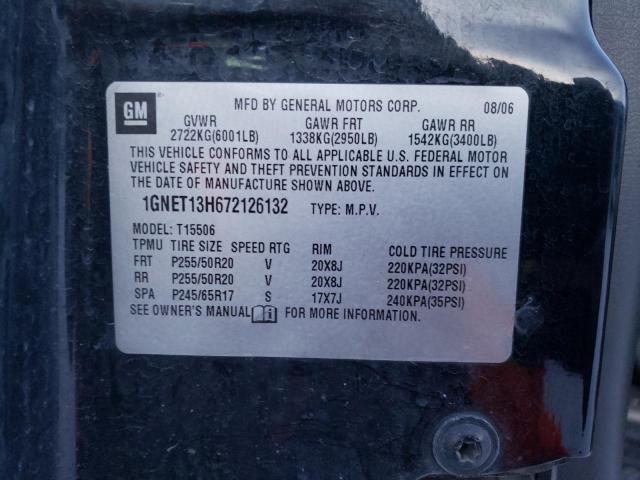 GM
MFD BY GENERAL MOTORS CORP. 08/06
GVWR GAWR FRT GAWR RR
2722KG(6001LB) 1338KG(2950LB) 1542KG(3400LB)
THIS VEHICLE CONFORMS TO ALL APPLICABLE U.S. FEDERAL MOTOR
VEHICLE SAFETY AND THEFT PREVENTION STANDARDS IN EFFECT ON
THE DATE OF MANUFACTURE SHOWN ABOVE.
1GNET13H672126132 TYPE: M.P.V.
MODEL: T15506
TPMU TIRE SIZE SPEED RTG RIM COLD TIRE PRESSURE
FRT P255/50R20 V 20X8J 220KPA(32PSI)
RR P255/50R20 V 20X8J 220KPA(32PSI)
SPA P245/65R17 S 17X7J 240KPA(35PSI)
SEE OWNER'S MANUAL FOR MORE INFORMATION.